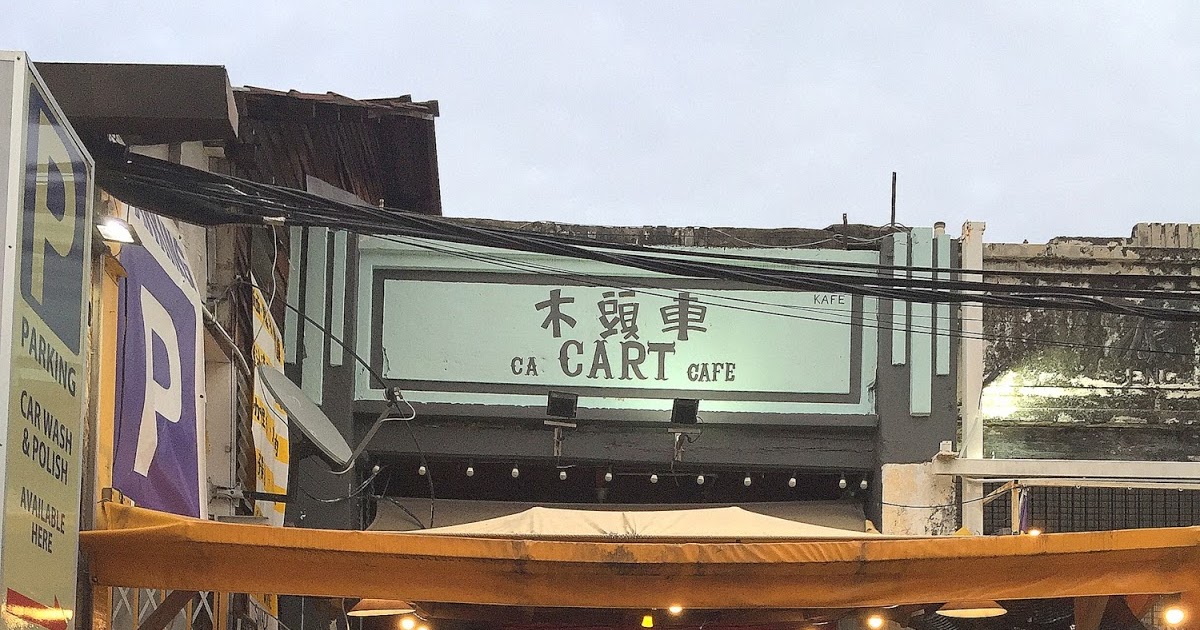 P
PARKING
CAR WASH
& POLISH
AVAILABLE
HERE
P
KAFE
木頭車
CA CART CAFE